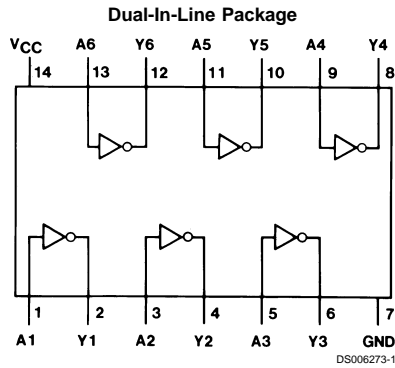 Dual-In-Line Package
VCC A6 Y6 A5 Y5 A4 Y4
14 13 12 11 10 9 8
1 2 3 4 5 6 7
A1 Y1 A2 Y2 A3 Y3 GND
DS006273-1